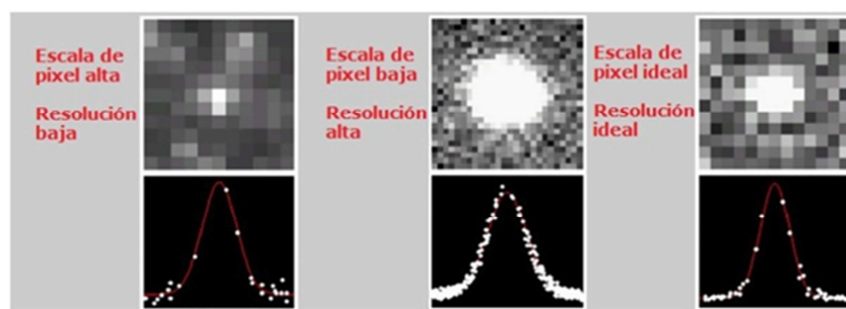 Escala de
pixel alta
Resolución
baja
Escala de
pixel baja
Resolución
alta
Escala de
pixel ideal
Resolución
ideal